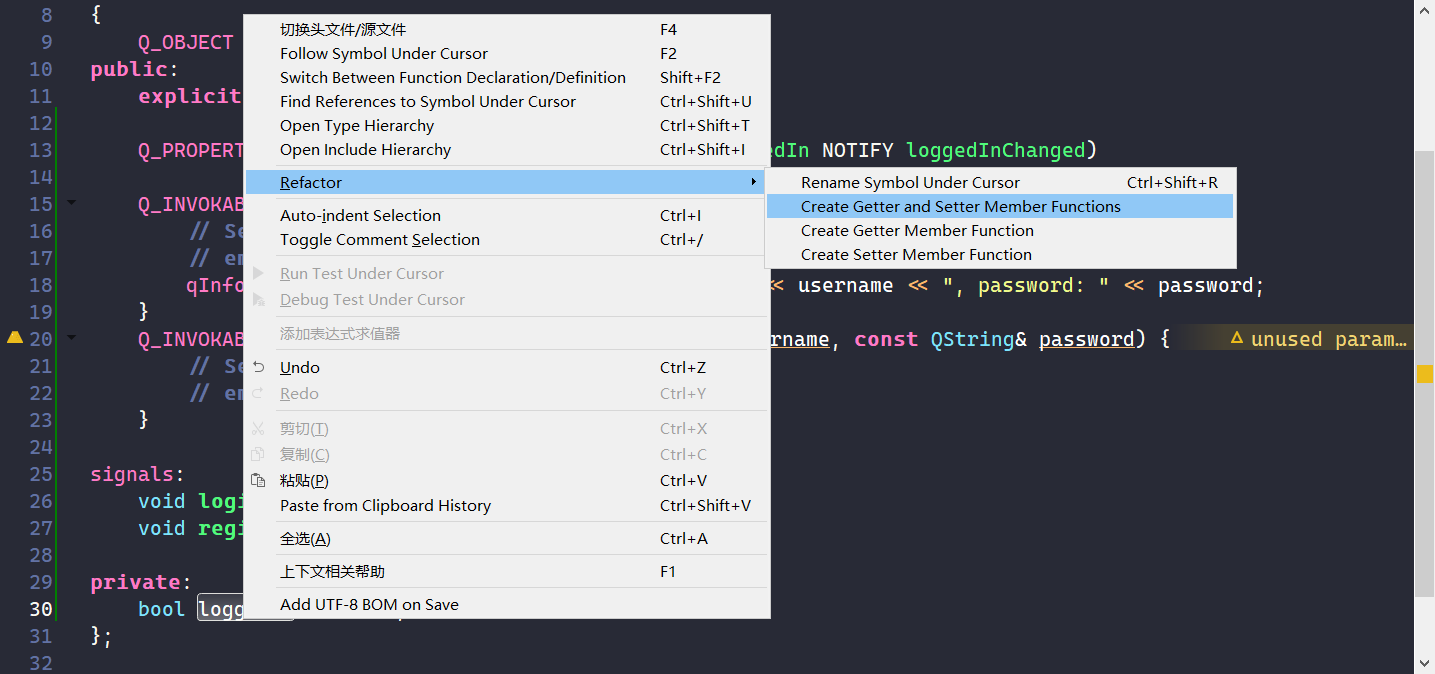 8 {
9 Q_OBJECT
10 public:
11 explicit
12
13 Q_PROPERT edIn NOTIFY loggedInChanged)
14
15 Q_INVOKAB
16 // Se
17 // em
18 qInfo << username << ", password: " << password;
19 }
20 Q_INVOKAB rname, const QString& password) { unused param…
21 // Se
22 // em
23 }
24
25 signals:
26 void logi
27 void regi
28
29 private:
30 bool logg
31 };
32
切换头文件/源文件 F4
Follow Symbol Under Cursor F2
Switch Between Function Declaration/Definition Shift+F2
Find References to Symbol Under Cursor Ctrl+Shift+U
Open Type Hierarchy Ctrl+Shift+T
Open Include Hierarchy Ctrl+Shift+I
Refactor
Auto-indent Selection Ctrl+I
Toggle Comment Selection Ctrl+/
Run Test Under Cursor
Debug Test Under Cursor
添加表达式求值器
Undo Ctrl+Z
Redo Ctrl+Y
剪切(T) Ctrl+X
复制(C) Ctrl+C
粘贴(P) Ctrl+V
Paste from Clipboard History Ctrl+Shift+V
全选(A) Ctrl+A
上下文相关帮助 F1
Add UTF-8 BOM on Save
Rename Symbol Under Cursor Ctrl+Shift+R
Create Getter and Setter Member Functions
Create Getter Member Function
Create Setter Member Function